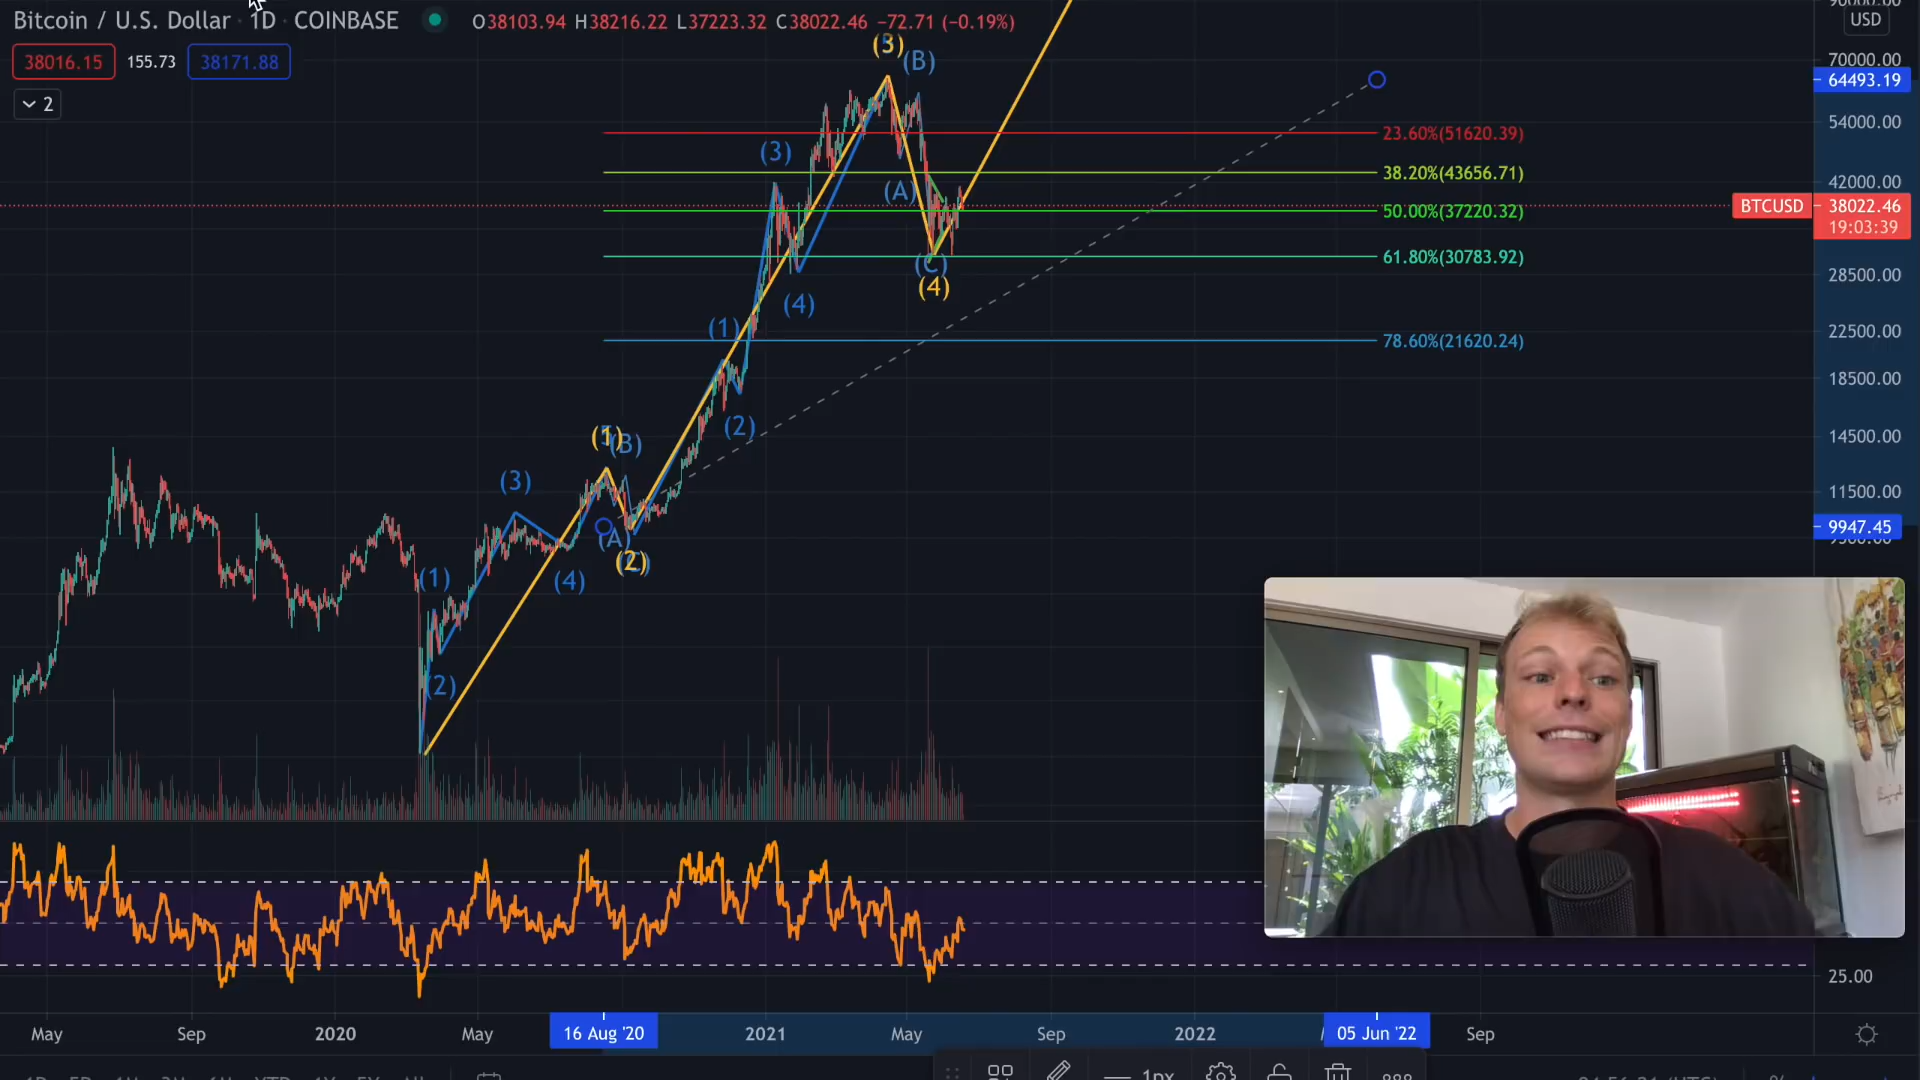 Bitcoin / U.S. Dollar · 1D · COINBASE O38103.94 H38216.22 L37223.32 C38022.46 −72.71 (−0.19%)
USD
38016.15 155.73 38171.88
2
70000.00
64493.19
54000.00
42000.00
BTCUSD 38022.46
19:03:39
28500.00
22500.00
18500.00
14500.00
11500.00
9947.45
23.60%(51620.39)
38.20%(43656.71)
50.00%(37220.32)
61.80%(30783.92)
78.60%(21620.24)
(B)
(3)
(A)
(C)
(4)
(4)
(1)
(2)
(B)
(3)
(A)
(2)
(1)
(4)
(2)
25.00
May Sep 2020 May 16 Aug '20 2021 May Sep 2022 05 Jun '22 Sep
1px